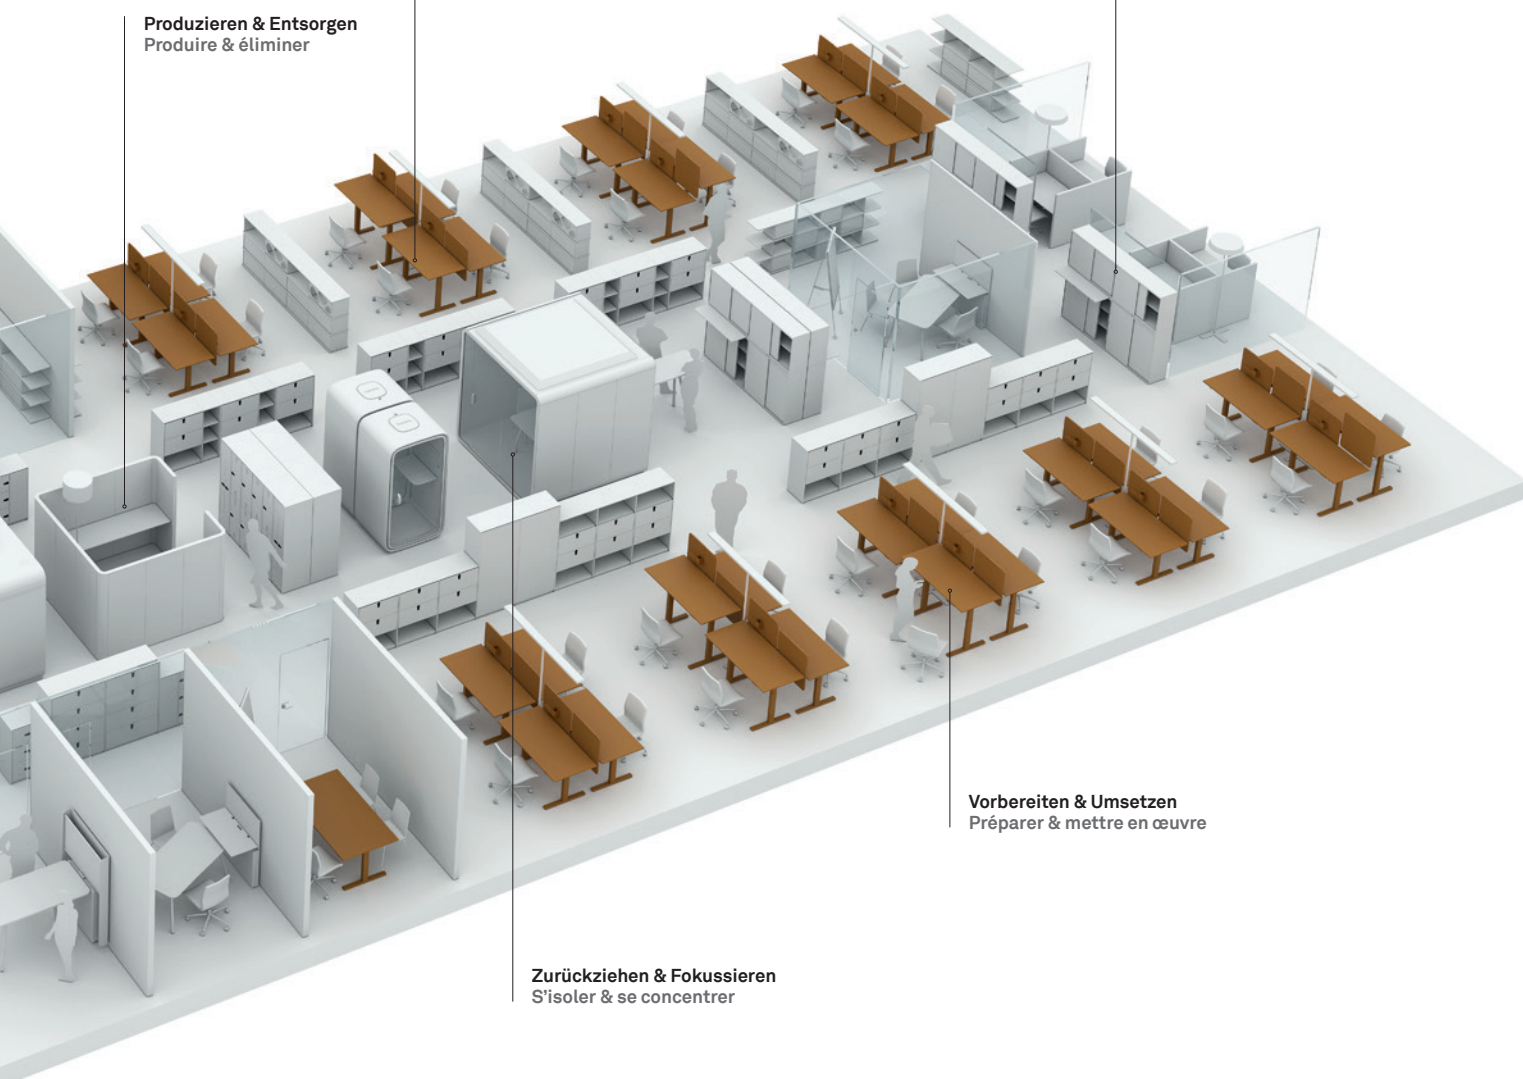 Produzieren & Entsorgen
Produire & éliminer
Vorbereiten & Umsetzen
Préparer & mettre en œuvre
Zurückziehen & Fokussieren
S'isoler & se concentrer